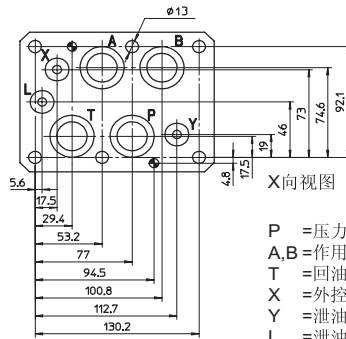 ø13
A
B
X
L
T
P
Y
5.6
17.5
29.4
53.2
77
94.5
100.8
112.7
130.2
4.8
17.5
19
46
73
74.6
92.1
X向视图
P =压力
A,B =作用
T =回油
X =外控
Y =泄油
L =泄油